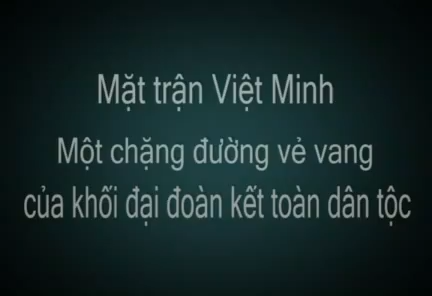 Mặt trận Việt Minh
Một chặng đường vẻ vang
của khối đại đoàn kết toàn dân tộc